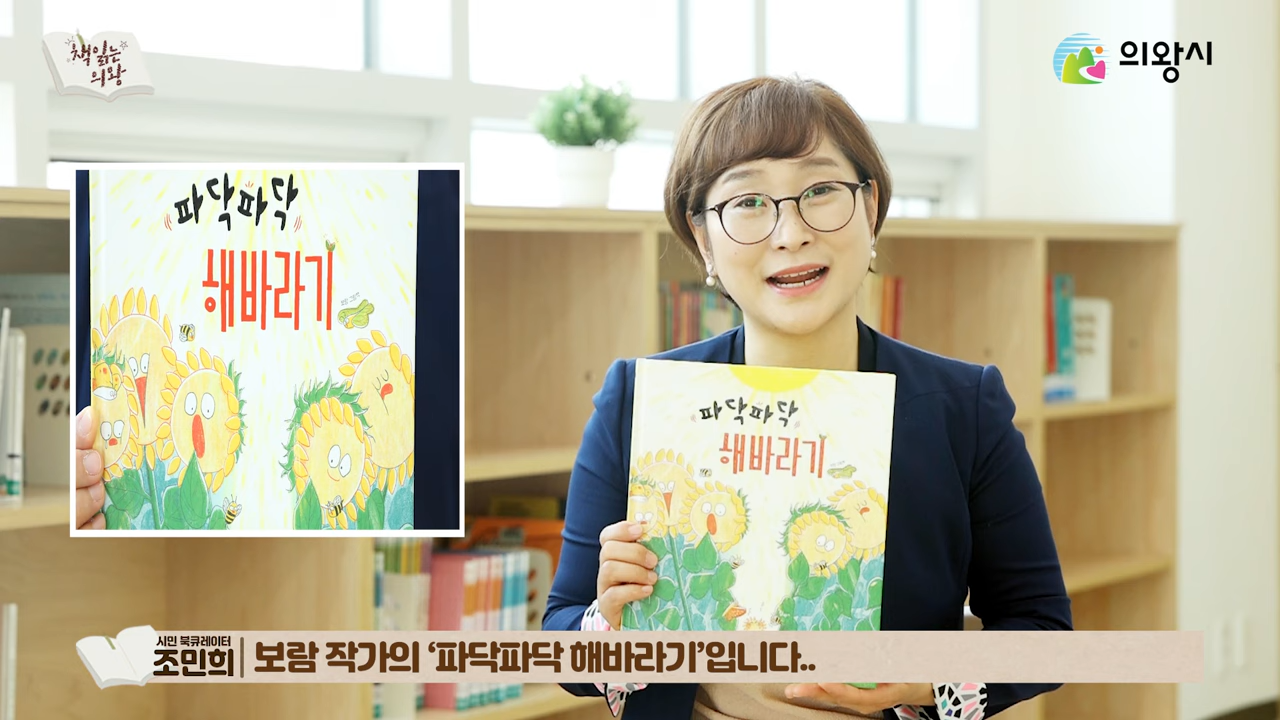 책 읽는
의왕
의왕시
파닥파닥
해바라기
파닥파닥
해바라기
시민 북큐레이터
조민희
보람 작가의 ‘파닥파닥 해바라기’입니다..